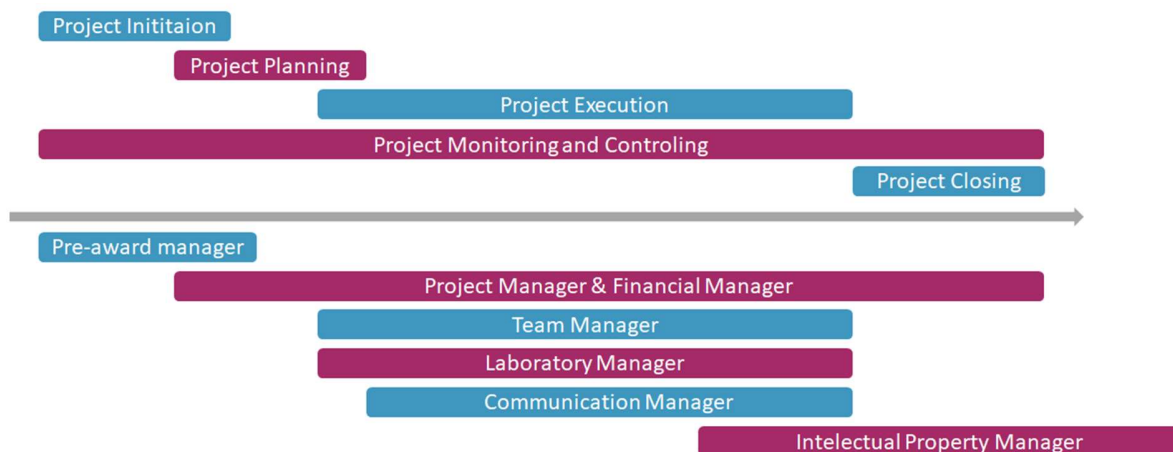 Project Inititaion
Project Planning
Project Execution
Project Monitoring and Controling
Project Closing
Pre-award manager
Project Manager & Financial Manager
Team Manager
Laboratory Manager
Communication Manager
Intelectual Property Manager